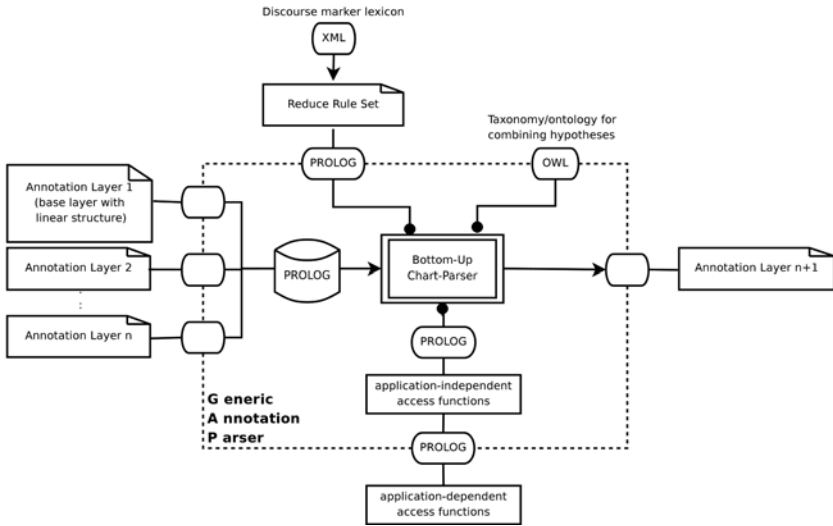 Discourse marker lexicon
XML
Reduce Rule Set
Taxonomy/ontology for
combining hypotheses
PROLOG
OWL
Annotation Layer 1
(base layer with
linear structure)
Annotation Layer 2
Annotation Layer n
PROLOG
Bottom-Up
Chart-Parser
Annotation Layer n+1
PROLOG
application-independent
access functions
G eneric
A nnotation
P arser
PROLOG
application-dependent
access functions